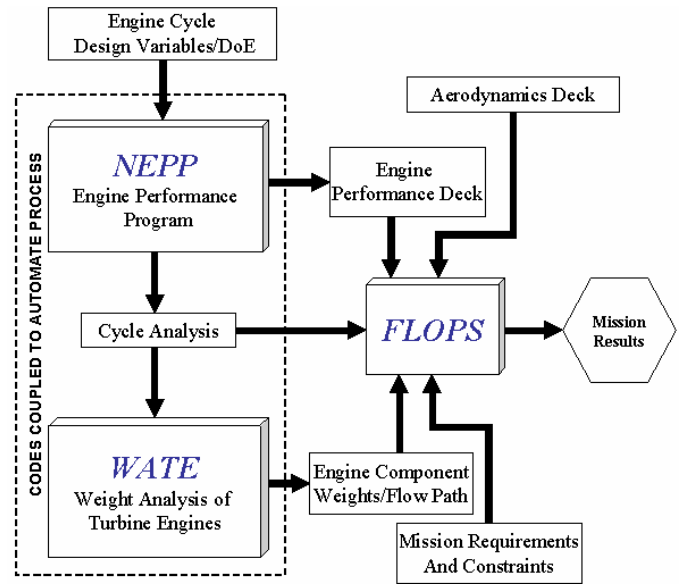 Engine Cycle
Design Variables/DoE
Aerodynamics Deck
CODES COUPLED TO AUTOMATE PROCESS
NEPP
Engine Performance
Program
Engine
Performance Deck
Cycle Analysis
FLOPS
Mission
Results
WATE
Weight Analysis of
Turbine Engines
Engine Component
Weights/Flow Path
Mission Requirements
And Constraints